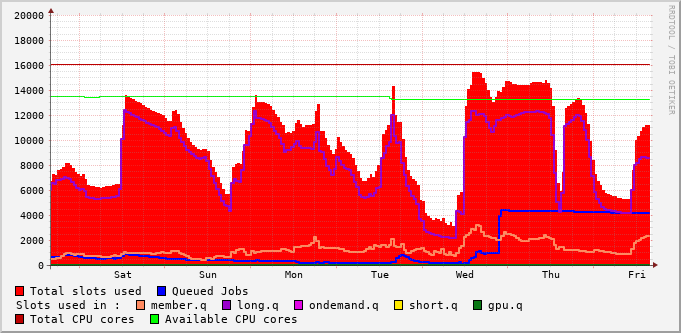 RRDTOOL / TOBI OETIKER
20000
18000
16000
14000
12000
10000
8000
6000
4000
2000
0
Sat Sun Mon Tue Wed Thu Fri
Total slots used Queued Jobs
Slots used in : member.q long.q ondemand.q short.q gpu.q
Total CPU cores Available CPU cores